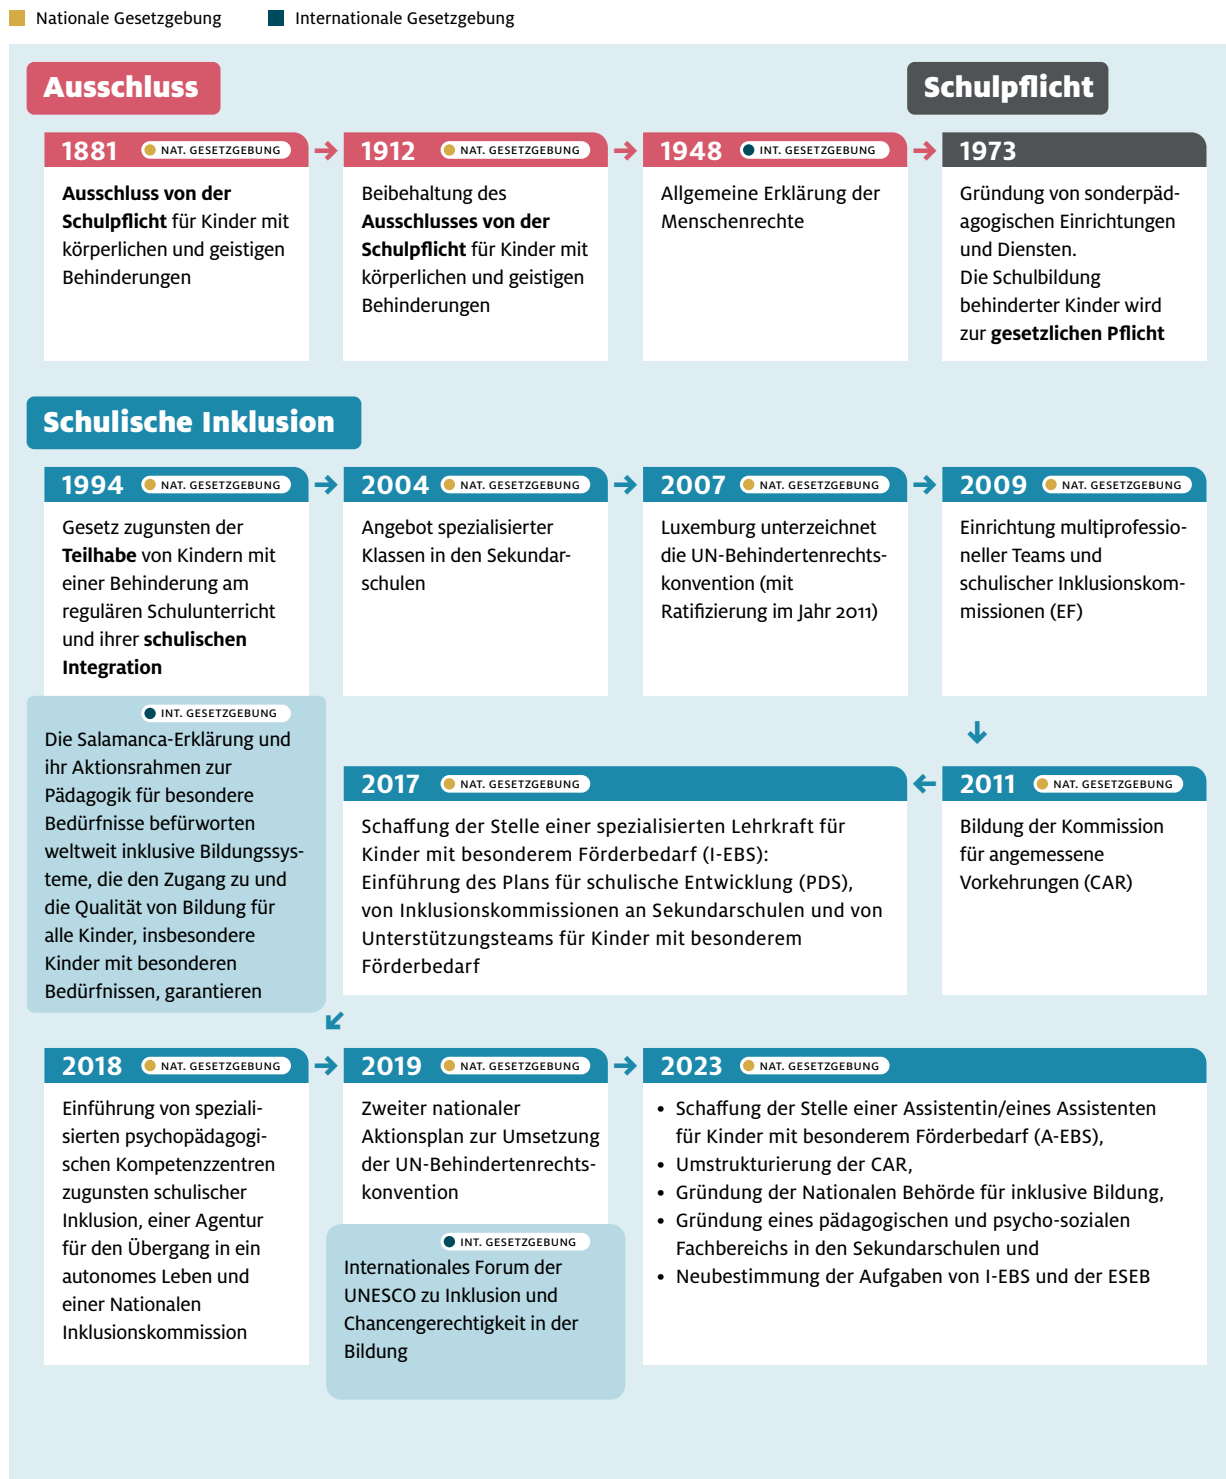 Nationale Gesetzgebung
Internationale Gesetzgebung
Ausschluss
Schulpflicht
1881
NAT. GESETZGEBUNG
Ausschluss von der
Schulpflicht für Kinder mit
körperlichen und geistigen
Behinderungen
1912
NAT. GESETZGEBUNG
Beibehaltung des
Ausschlusses von der
Schulpflicht für Kinder mit
körperlichen und geistigen
Behinderungen
1948
INT. GESETZGEBUNG
Allgemeine Erklärung der
Menschenrechte
1973
Gründung von sonderpäd-
agogischen Einrichtungen
und Diensten.
Die Schulbildung
behinderter Kinder wird
zur gesetzlichen Pflicht
Schulische Inklusion
1994
NAT. GESETZGEBUNG
Gesetz zugunsten der
Teilhabe von Kindern mit
einer Behinderung am
regulären Schulunterricht
und ihrer schulischen
Integration
INT. GESETZGEBUNG
Die Salamanca-Erklärung und
ihr Aktionsrahmen zur
Pädagogik für besondere
Bedürfnisse befürworten
weltweit inklusive Bildungssys-
teme, die den Zugang zu und
die Qualität von Bildung für
alle Kinder, insbesondere
Kinder mit besonderen
Bedürfnissen, garantieren
2004
NAT. GESETZGEBUNG
Angebot spezialisierter
Klassen in den Sekundar-
schulen
2007
NAT. GESETZGEBUNG
Luxemburg unterzeichnet
die UN-Behindertenrechts-
konvention (mit
Ratifizierung im Jahr 2011)
2009
NAT. GESETZGEBUNG
Einrichtung multiprofessio-
neller Teams und
schulischer Inklusionskom-
missionen (EF)
2011
NAT. GESETZGEBUNG
Bildung der Kommission
für angemessene
Vorkehrungen (CAR)
2017
NAT. GESETZGEBUNG
Schaffung der Stelle einer spezialisierten Lehrkraft für
Kinder mit besonderem Förderbedarf (I-EBS):
Einführung des Plans für schulische Entwicklung (PDS),
von Inklusionskommissionen an Sekundarschulen und von
Unterstützungsteams für Kinder mit besonderem
Förderbedarf
2018
NAT. GESETZGEBUNG
Einführung von speziali-
sierten psychopädagogi-
schen Kompetenzzentren
zugunsten schulischer
Inklusion, einer Agentur
für den Übergang in ein
autonomes Leben und
einer Nationalen
Inklusionskommission
2019
NAT. GESETZGEBUNG
Zweiter nationaler
Aktionsplan zur Umsetzung
der UN-Behindertenrechts-
konvention
INT. GESETZGEBUNG
Internationales Forum der
UNESCO zu Inklusion und
Chancengerechtigkeit in der
Bildung
2023
NAT. GESETZGEBUNG
• Schaffung der Stelle einer Assistentin/eines Assistenten
für Kinder mit besonderem Förderbedarf (A-EBS),
• Umstrukturierung der CAR,
• Gründung der Nationalen Behörde für inklusive Bildung,
• Gründung eines pädagogischen und psycho-sozialen
Fachbereichs in den Sekundarschulen und
• Neubestimmung der Aufgaben von I-EBS und der ESEB